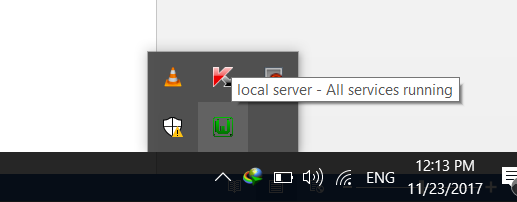 local server - All services running
ENG
12:13 PM
11/23/2017